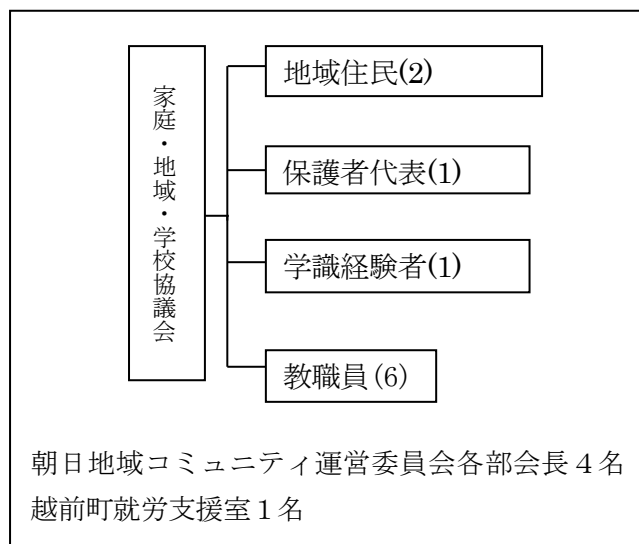 家庭・地域・学校協議会
地域住民(2)
保護者代表(1)
学識経験者(1)
教職員(6)
朝日地域コミュニティ運営委員会各部会長４名
越前町就労支援室１名